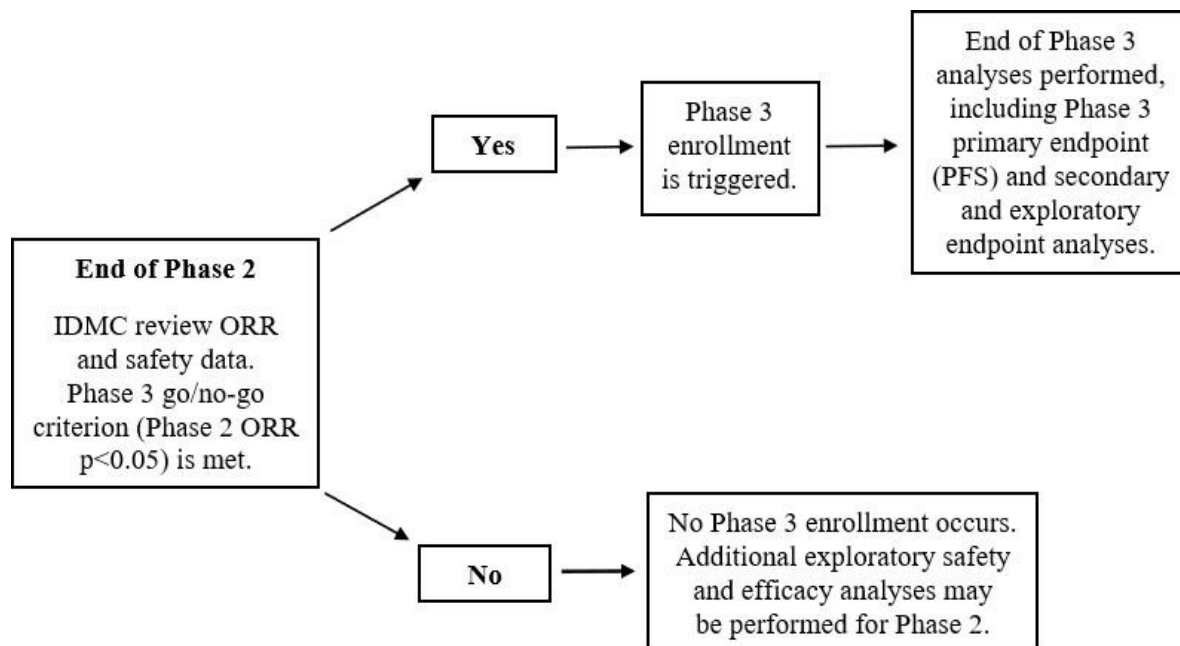 End of Phase 2
IDMC review ORR
and safety data.
Phase 3 go/no-go
criterion (Phase 2 ORR
p<0.05) is met.
Yes
Phase 3
enrollment
is triggered.
End of Phase 3
analyses performed,
including Phase 3
primary endpoint
(PFS) and secondary
and exploratory
endpoint analyses.
No
No Phase 3 enrollment occurs.
Additional exploratory safety
and efficacy analyses may
be performed for Phase 2.